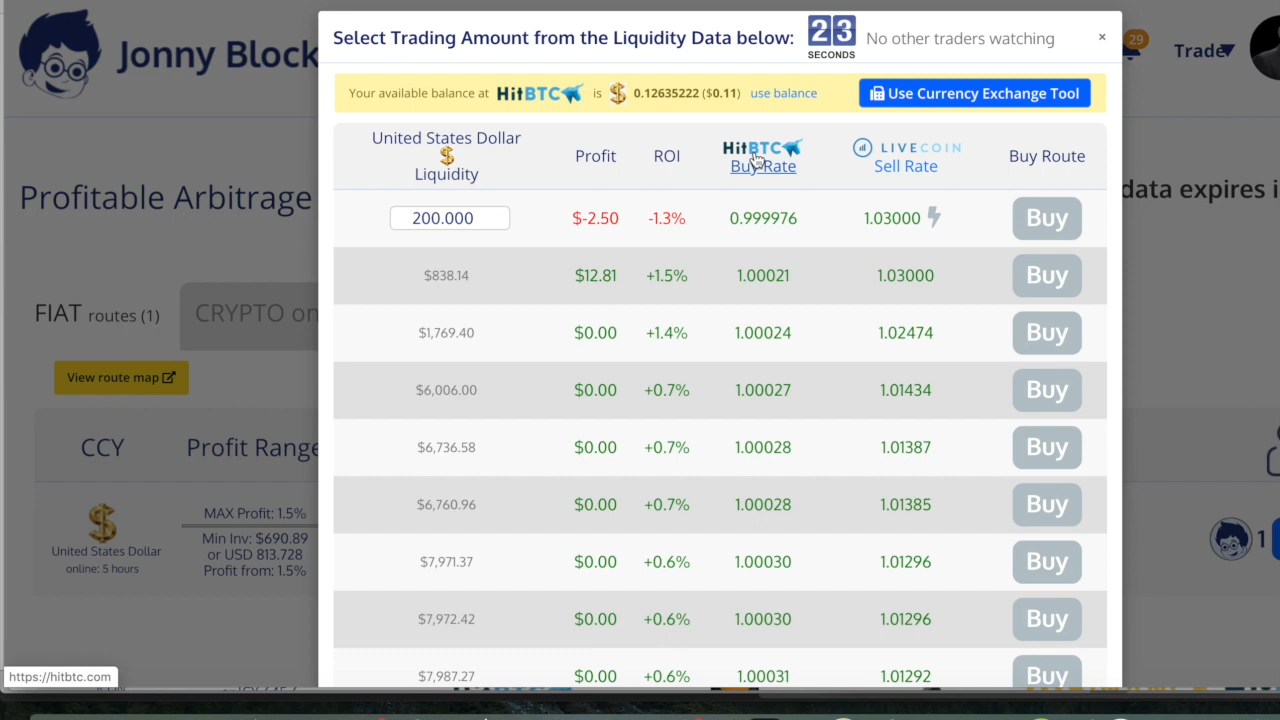 Jonny Block
Select Trading Amount from the Liquidity Data below:
23
SECONDS
No other traders watching
×
29
Trade
Your available balance at HitBTC is 0.12635222 ($0.11) use balance
Use Currency Exchange Tool
United States Dollar
Liquidity
Profit
ROI
HitBTC
Buy Rate
LIVECOIN
Sell Rate
Buy Route
Profitable Arbitrage
data expires i
200.000 $-2.50 -1.3% 0.999976 1.03000 Buy
$838.14 $12.81 +1.5% 1.00021 1.03000 Buy
$1,769.40 $0.00 +1.4% 1.00024 1.02474 Buy
$6,006.00 $0.00 +0.7% 1.00027 1.01434 Buy
$6,736.58 $0.00 +0.7% 1.00028 1.01387 Buy
$6,760.96 $0.00 +0.7% 1.00028 1.01385 Buy
$7,971.37 $0.00 +0.6% 1.00030 1.01296 Buy
$7,972.42 $0.00 +0.6% 1.00030 1.01296 Buy
$7,987.27 $0.00 +0.6% 1.00031 1.01292 Buy
FIAT routes (1)
CRYPTO on
View route map
CCY
Profit Range
United States Dollar
online: 5 hours
MAX Profit: 1.5%
Min Inv: $690.89
or USD 813.728
Profit from: 1.5%
1
https://hitbtc.com